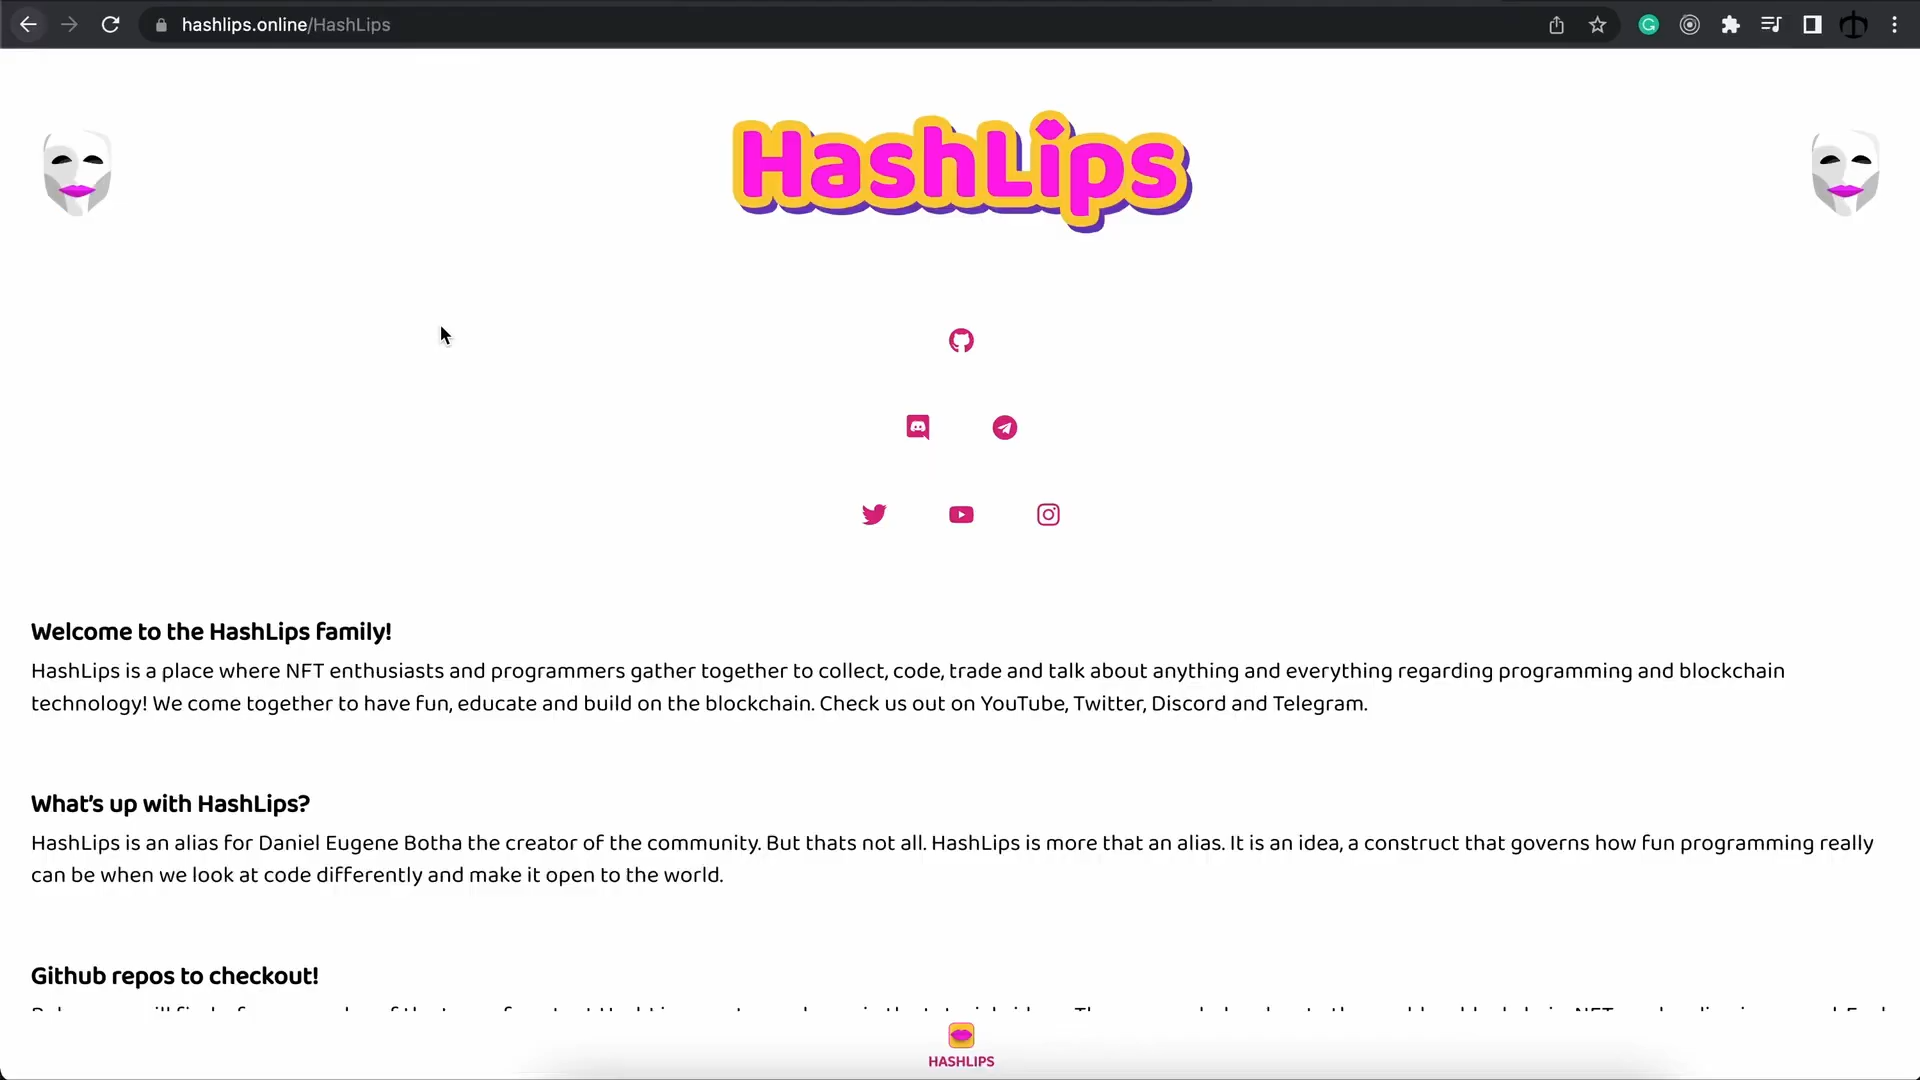 hashlips.online/HashLips
HashLips
Welcome to the HashLips family!
HashLips is a place where NFT enthusiasts and programmers gather together to collect, code, trade and talk about anything and everything regarding programming and blockchain
technology! We come together to have fun, educate and build on the blockchain. Check us out on YouTube, Twitter, Discord and Telegram.
What's up with HashLips?
HashLips is an alias for Daniel Eugene Botha the creator of the community. But thats not all. HashLips is more that an alias. It is an idea, a construct that governs how fun programming really
can be when we look at code differently and make it open to the world.
Github repos to checkout!
HASHLIPS